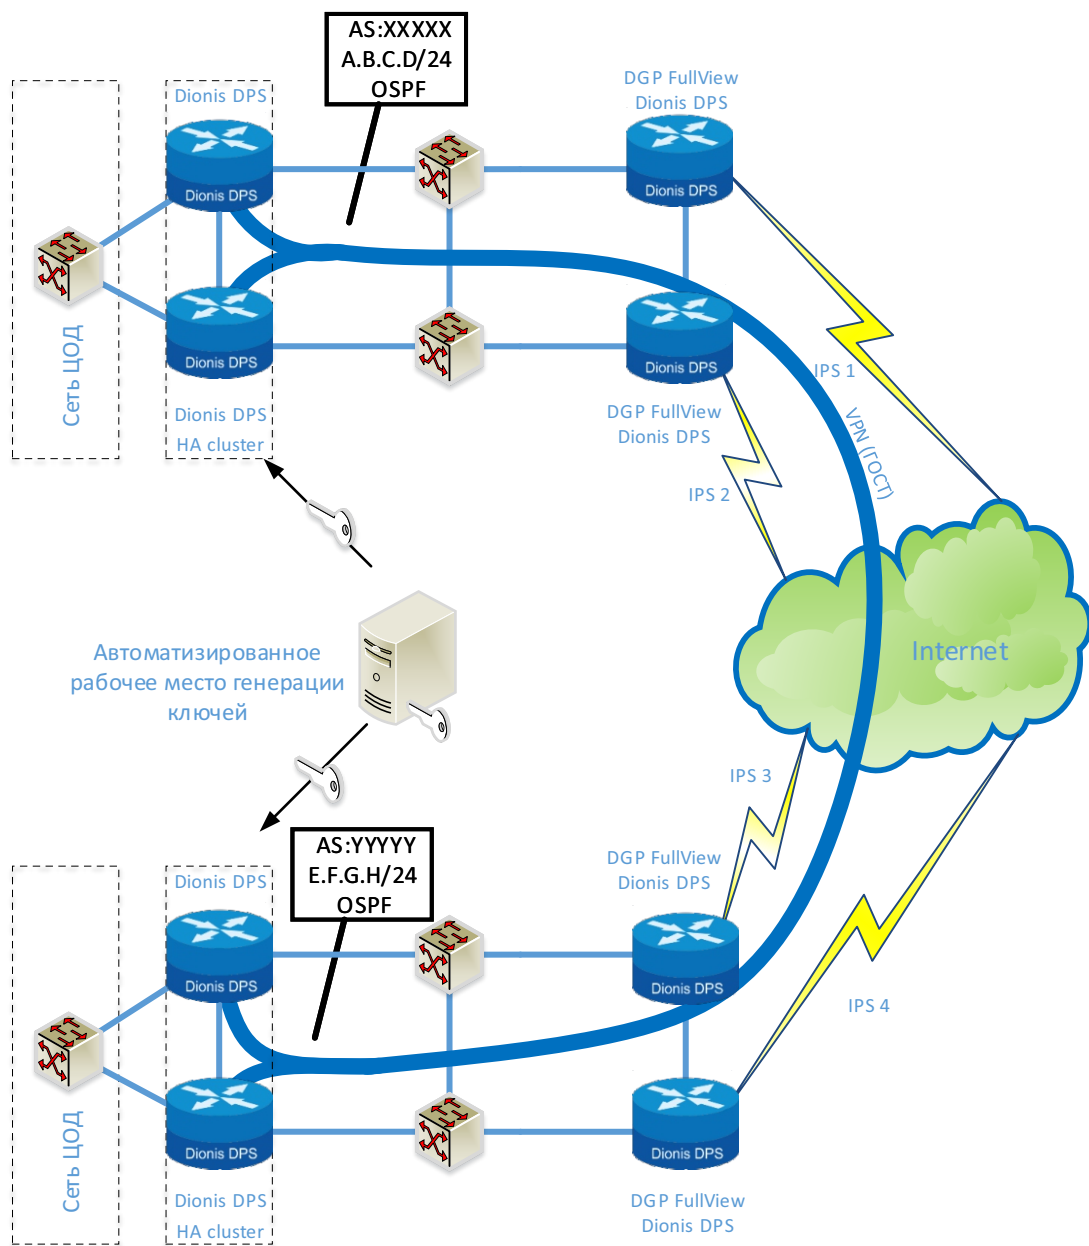 AS:XXXXX
A.B.C.D/24
OSPF
Dionis DPS
DGP FullView
Dionis DPS
Dionis DPS
Dionis DPS
Сеть ЦОД
Dionis DPS
Dionis DPS
IPS 1
Dionis DPS
HA cluster
DGP FullView
Dionis DPS
VPN (ГОСТ)
IPS 2
Автоматизированное
рабочее место генерации
ключей
Internet
IPS 3
AS:YYYYY
E.F.G.H/24
OSPF
Dionis DPS
DGP FullView
Dionis DPS
Dionis DPS
Dionis DPS
IPS 4
Сеть ЦОД
Dionis DPS
Dionis DPS
Dionis DPS
HA cluster
DGP FullView
Dionis DPS